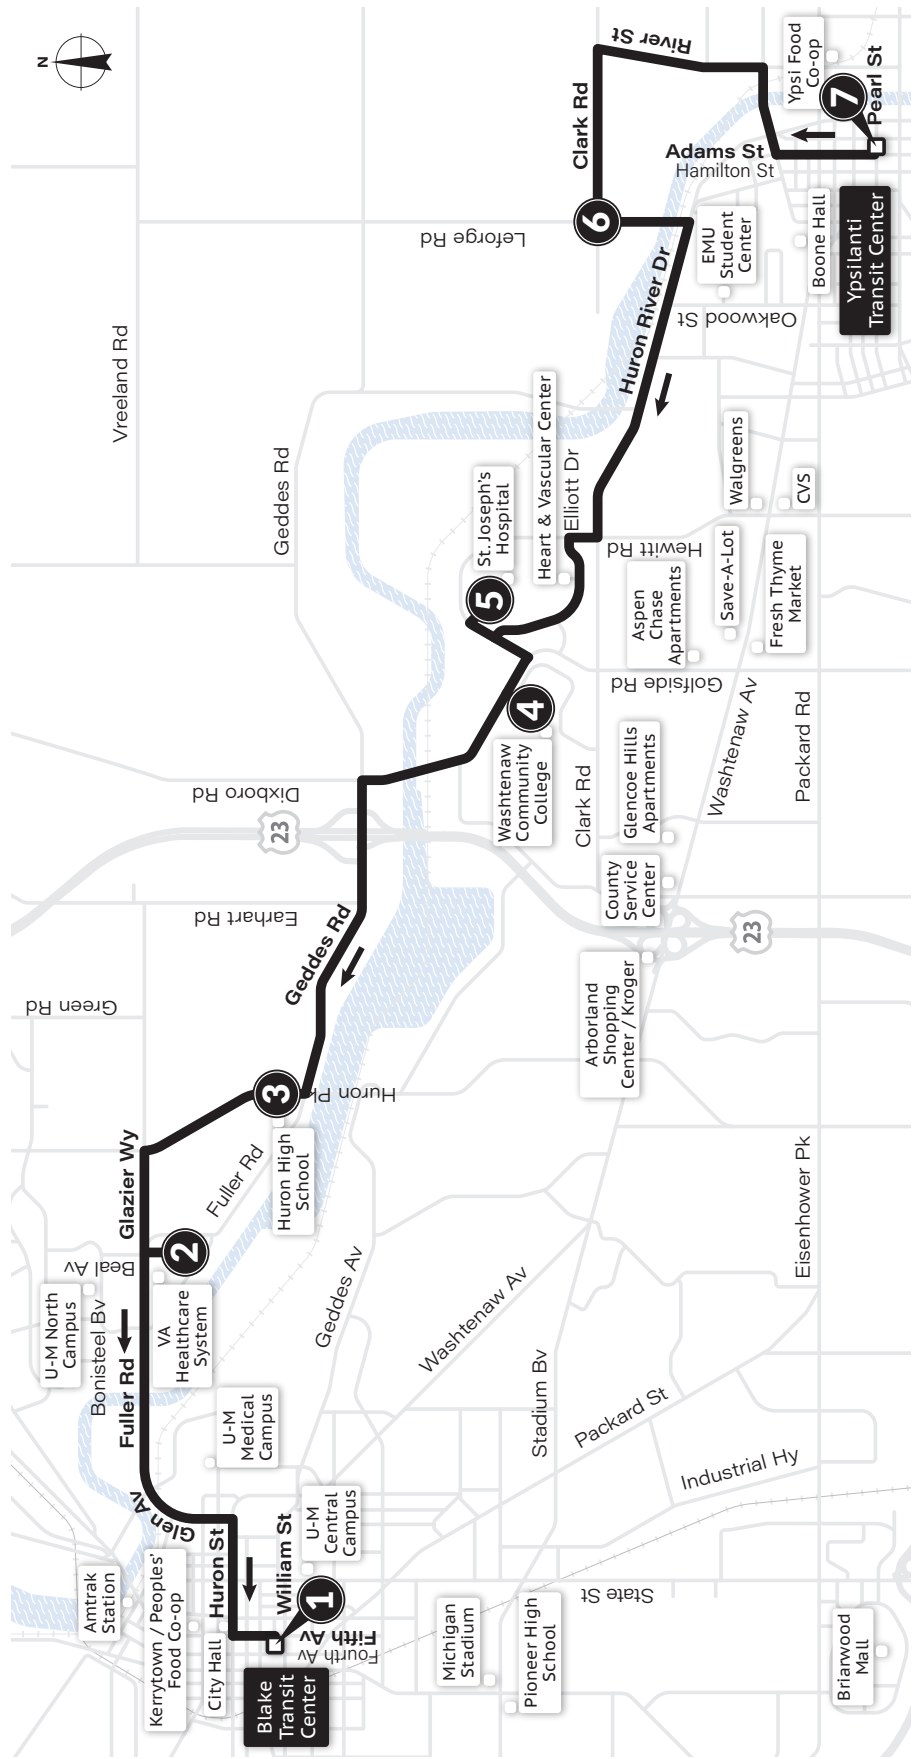 Amtrak
Station
Kerrytown / Peoples'
Food Co-op
City Hall
Blake
Transit
Center
Fourth Av
Fifth Av
1
William St
Huron St
Glen Av
U-M
Central
Campus
U-M
Medical
Campus
Michigan
Stadium
Pioneer High
School
Briarwood
Mall
State St
Industrial Hy
Packard St
Stadium Bv
Washtenaw Av
Geddes Av
Eisenhower Pk
Fuller Rd
Bonisteel Bv
U-M North
Campus
Beal Av
VA
Healthcare
System
2
Glazier Wy
Fuller Rd
Huron High
School
3
Huron Pk
Green Rd
Geddes Rd
Earhart Rd
23
Dixboro Rd
Arborland
Shopping
Center / Kroger
23
County
Service
Center
Glencoe Hills
Apartments
Clark Rd
Washtenaw
Community
College
4
Washtenaw Av
Packard Rd
Golfside Rd
Aspen
Chase
Apartments
Save-A-Lot
Fresh Thyme
Market
5
St. Joseph's
Hospital
Heart & Vascular Center
Elliott Dr
Hewitt Rd
Walgreens
CVS
Geddes Rd
Vreeland Rd
Huron River Dr
Oakwood St
EMU
Student
Center
Boone Hall
Leforge Rd
6
Clark Rd
River St
Adams St
Hamilton St
Ypsi Food
Co-op
7
Pearl St
Ypsilanti
Transit Center
N